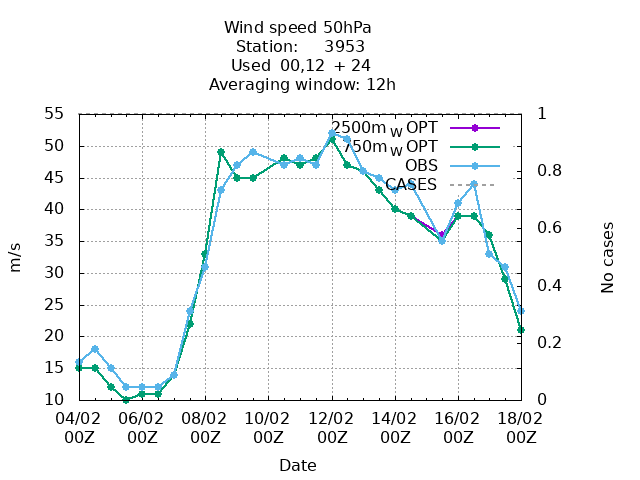 Wind speed 50hPa
Station: 3953
Used 00,12 + 24
Averaging window: 12h
55 1
2500m W OPT
50
750m W OPT
OBS
45 0.8
CASES
40
0.6
35
m/s
No cases
30
0.4
25
20
0.2
15
10 0
04/02 06/02 08/02 10/02 12/02 14/02 16/02 18/02
00Z 00Z 00Z 00Z 00Z 00Z 00Z 00Z
Date